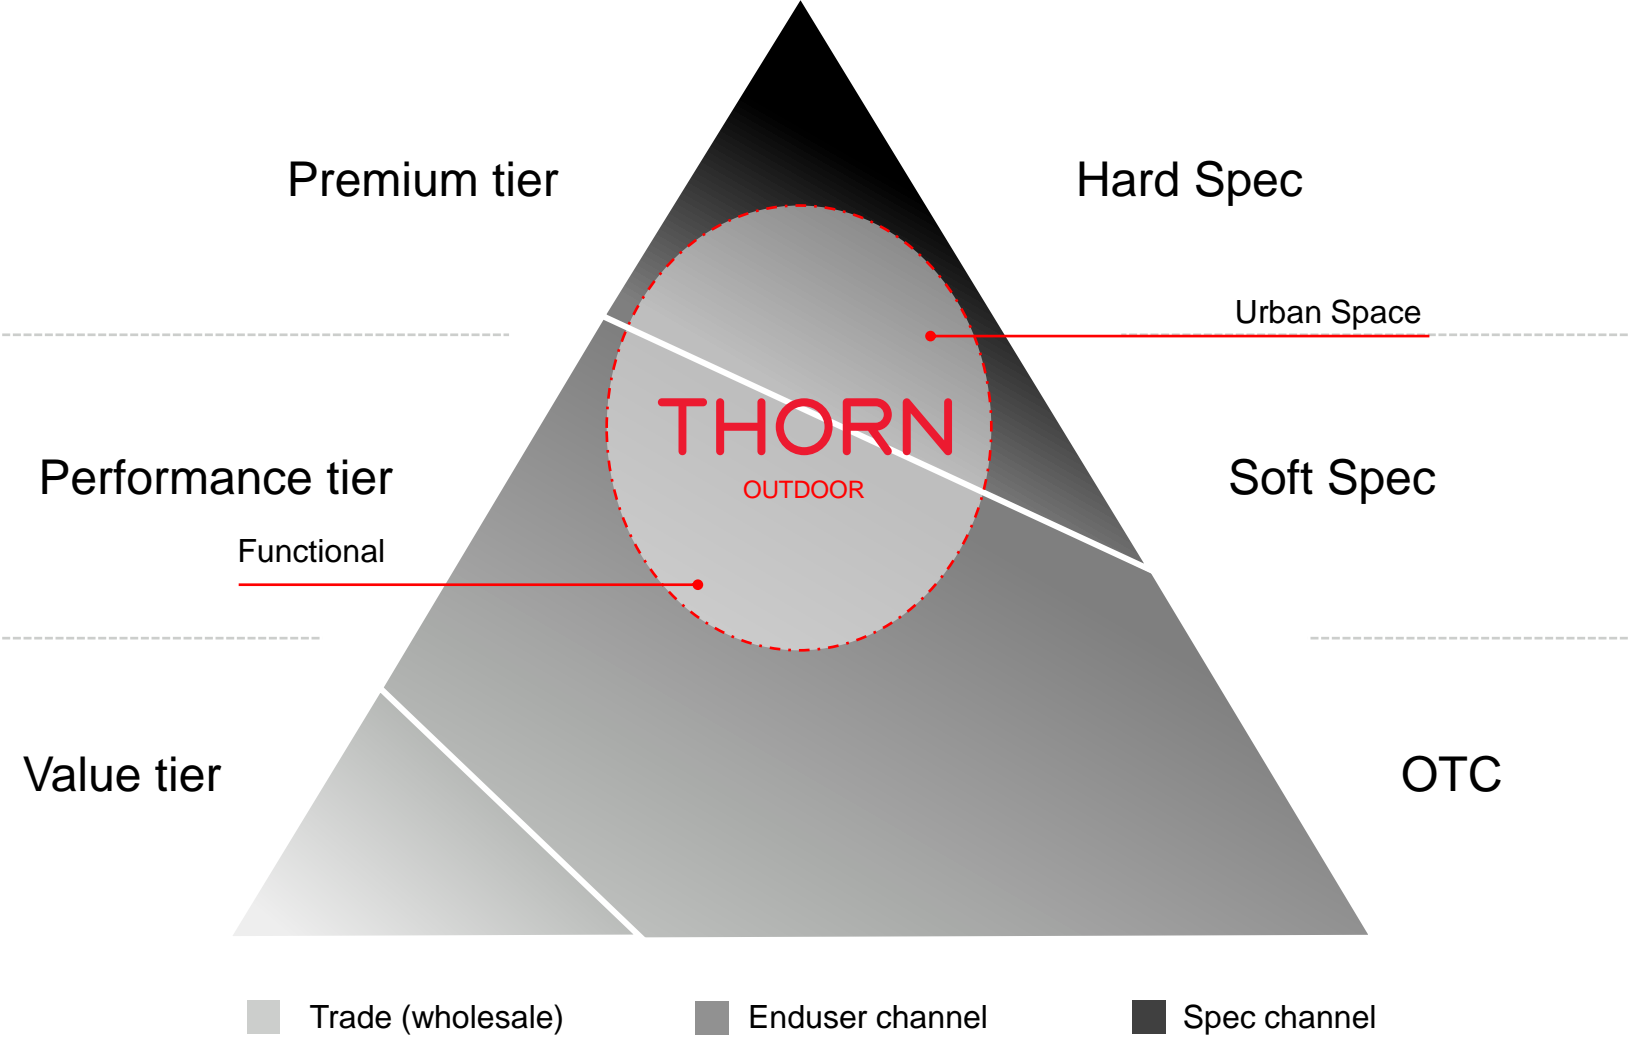 Premium tier
Hard Spec
Urban Space
THORN
OUTDOOR
Performance tier
Soft Spec
Functional
Value tier
OTC
Trade (wholesale)
Enduser channel
Spec channel